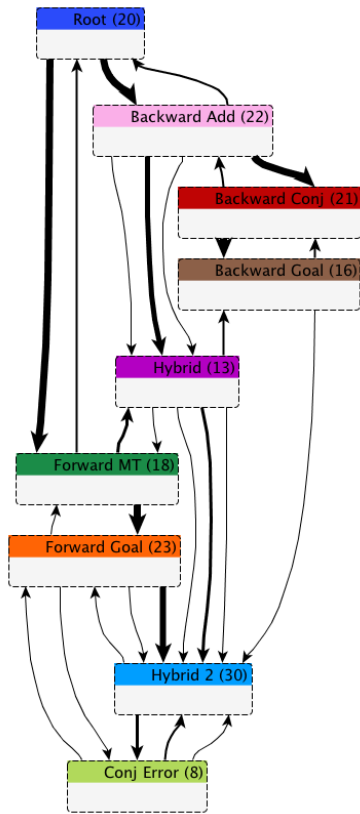 Root (20)
Backward Add (22)
Backward Conj (21)
Backward Goal (16)
Hybrid (13)
Forward MT (18)
Forward Goal (23)
Hybrid 2 (30)
Conj Error (8)